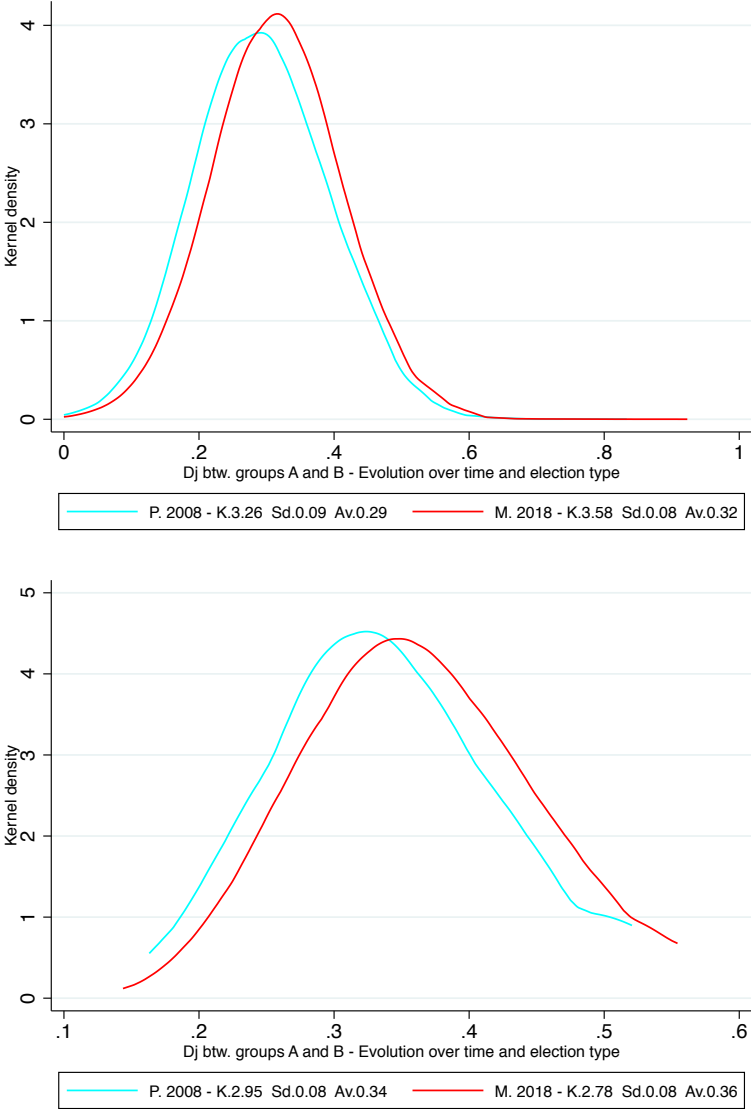 4
3
2
1
0
Kernel density
0 .2 .4 .6 .8 1
Dj btw. groups A and B - Evolution over time and election type
P. 2008 - K.3.26 Sd.0.09 Av.0.29 M. 2018 - K.3.58 Sd.0.08 Av.0.32
5
4
3
2
1
0
Kernel density
.1 .2 .3 .4 .5 .6
Dj btw. groups A and B - Evolution over time and election type
P. 2008 - K.2.95 Sd.0.08 Av.0.34 M. 2018 - K.2.78 Sd.0.08 Av.0.36